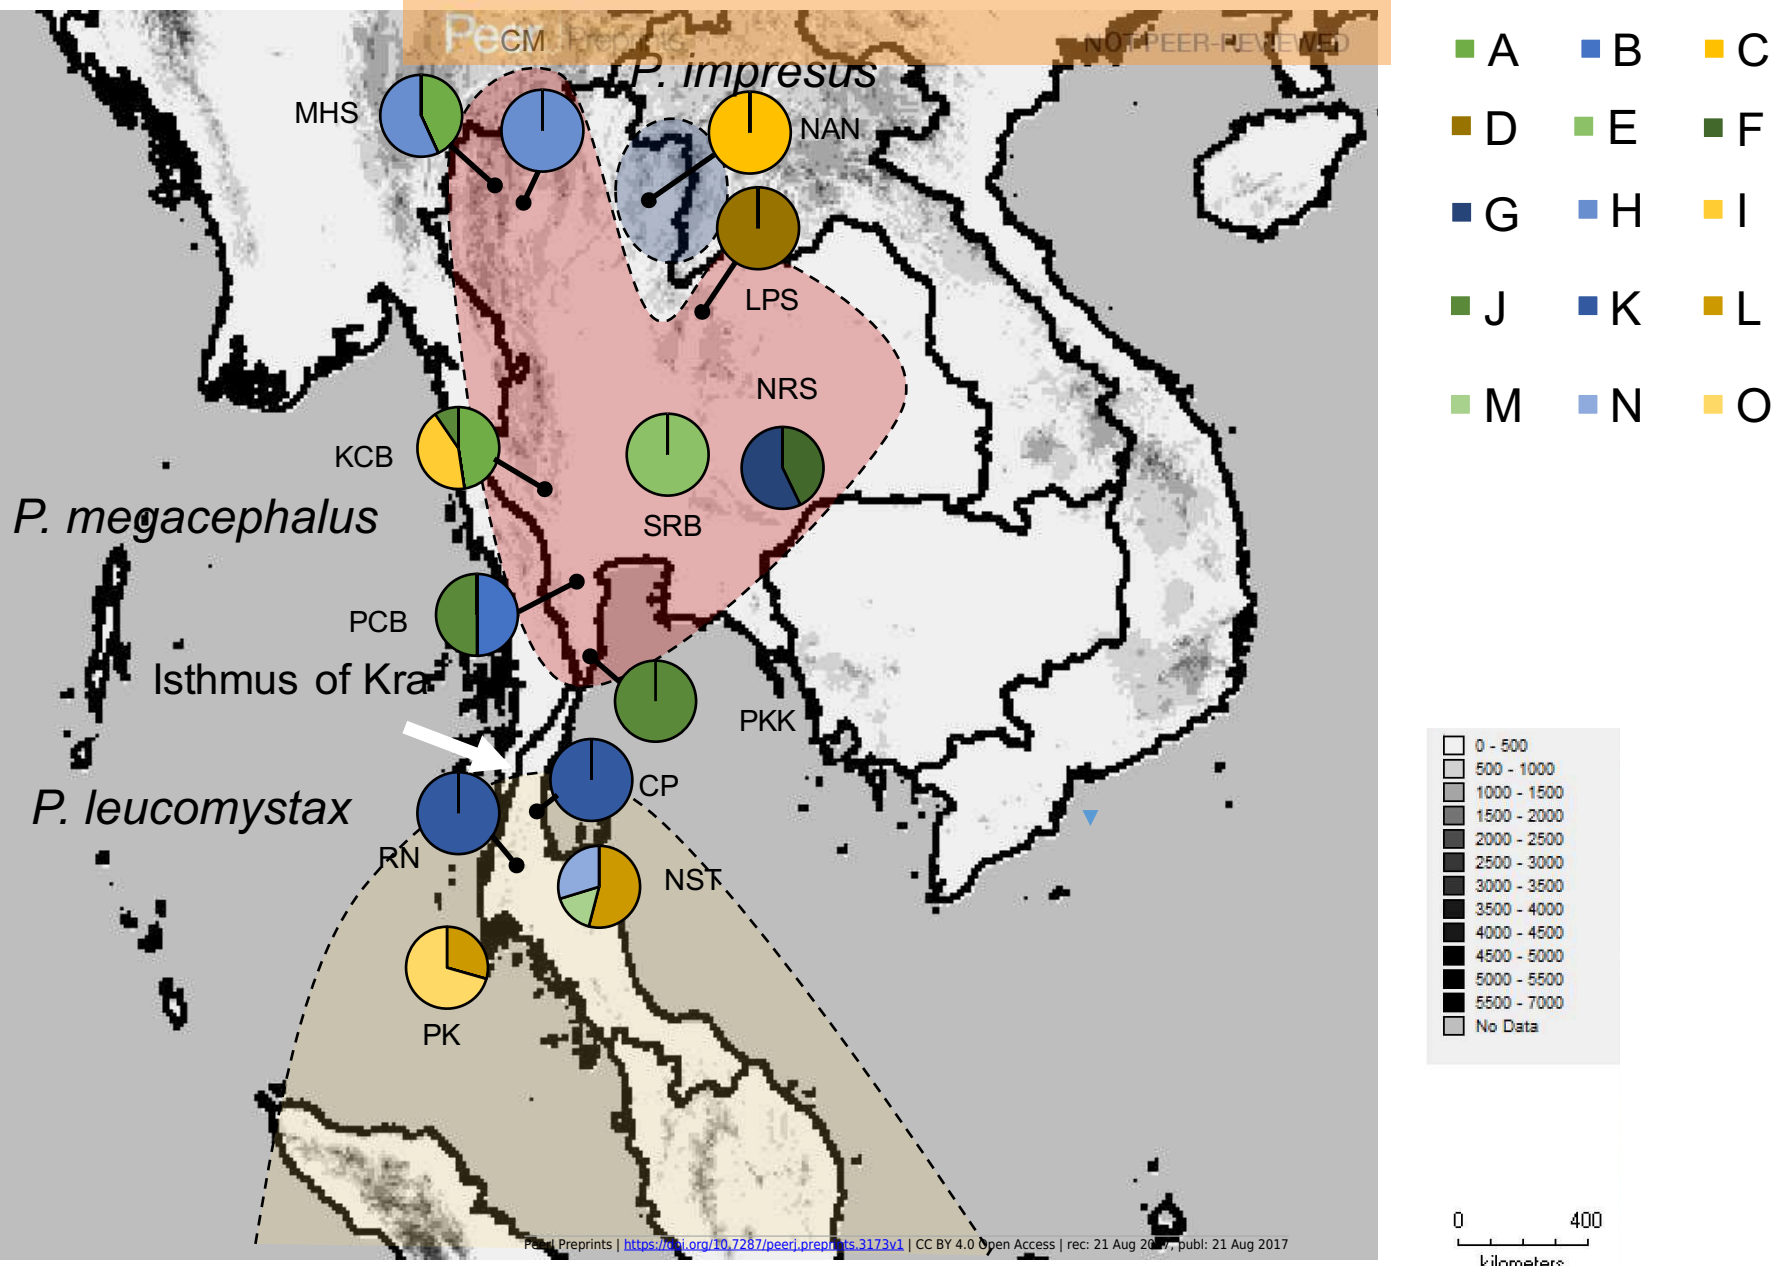 PeerJ Preprints
NOT PEER-REVIEWED
CM
P. impresus
MHS
NAN
LPS
NRS
KCB
SRB
P. megacephalus
PCB
Isthmus of Kra
PKK
CP
P. leucomystax
RN
NST
PK
A B C
D E F
G H I
J K L
M N O
0 - 500
500 - 1000
1000 - 1500
1500 - 2000
2000 - 2500
2500 - 3000
3000 - 3500
3500 - 4000
4000 - 4500
4500 - 5000
5000 - 5500
5500 - 7000
No Data
0 400
kilometers
PeerJ Preprints | https://doi.org/10.7287/peerj.preprints.3173v1 | CC BY 4.0 Open Access | rec: 21 Aug 2017, publ: 21 Aug 2017